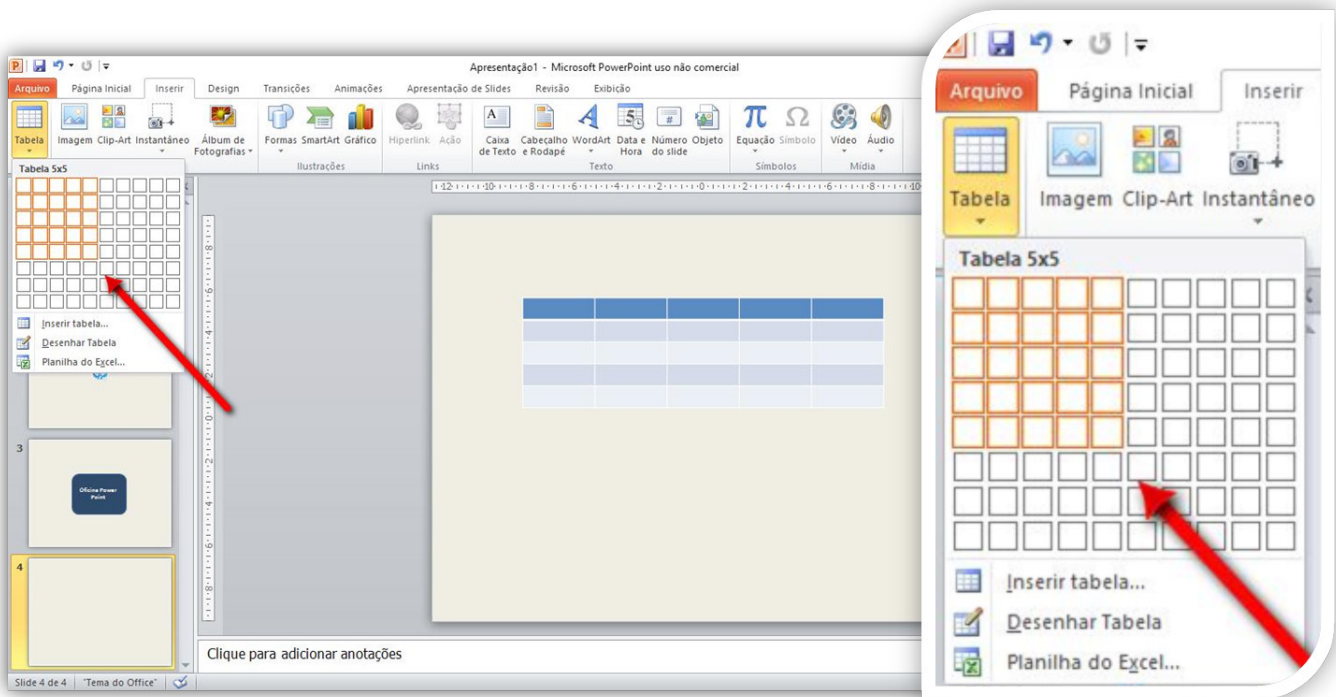 Apresentação1 - Microsoft PowerPoint uso não comercial
Arquivo Página Inicial Inserir Design Transições Animações Apresentação de Slides Revisão Exibição
Tabela Imagem Clip-Art Instantâneo Álbum de Fotografias Formas SmartArt Gráfico Hiperlink Ação Caixa de Texto Cabeçalho e Rodapé WordArt Data e Hora Número do slide Objeto Equação Símbolo Vídeo Áudio
Ilustrações Links Texto Símbolos Mídia
Tabela 5x5
Inserir tabela...
Desenhar Tabela
Planilha do Excel...
3
Oficina Power
Point
4
Clique para adicionar anotações
Slide 4 de 4 "Tema do Office"
Arquivo Página Inicial Inserir
Tabela Imagem Clip-Art Instantâneo
Tabela 5x5
Inserir tabela...
Desenhar Tabela
Planilha do Excel...